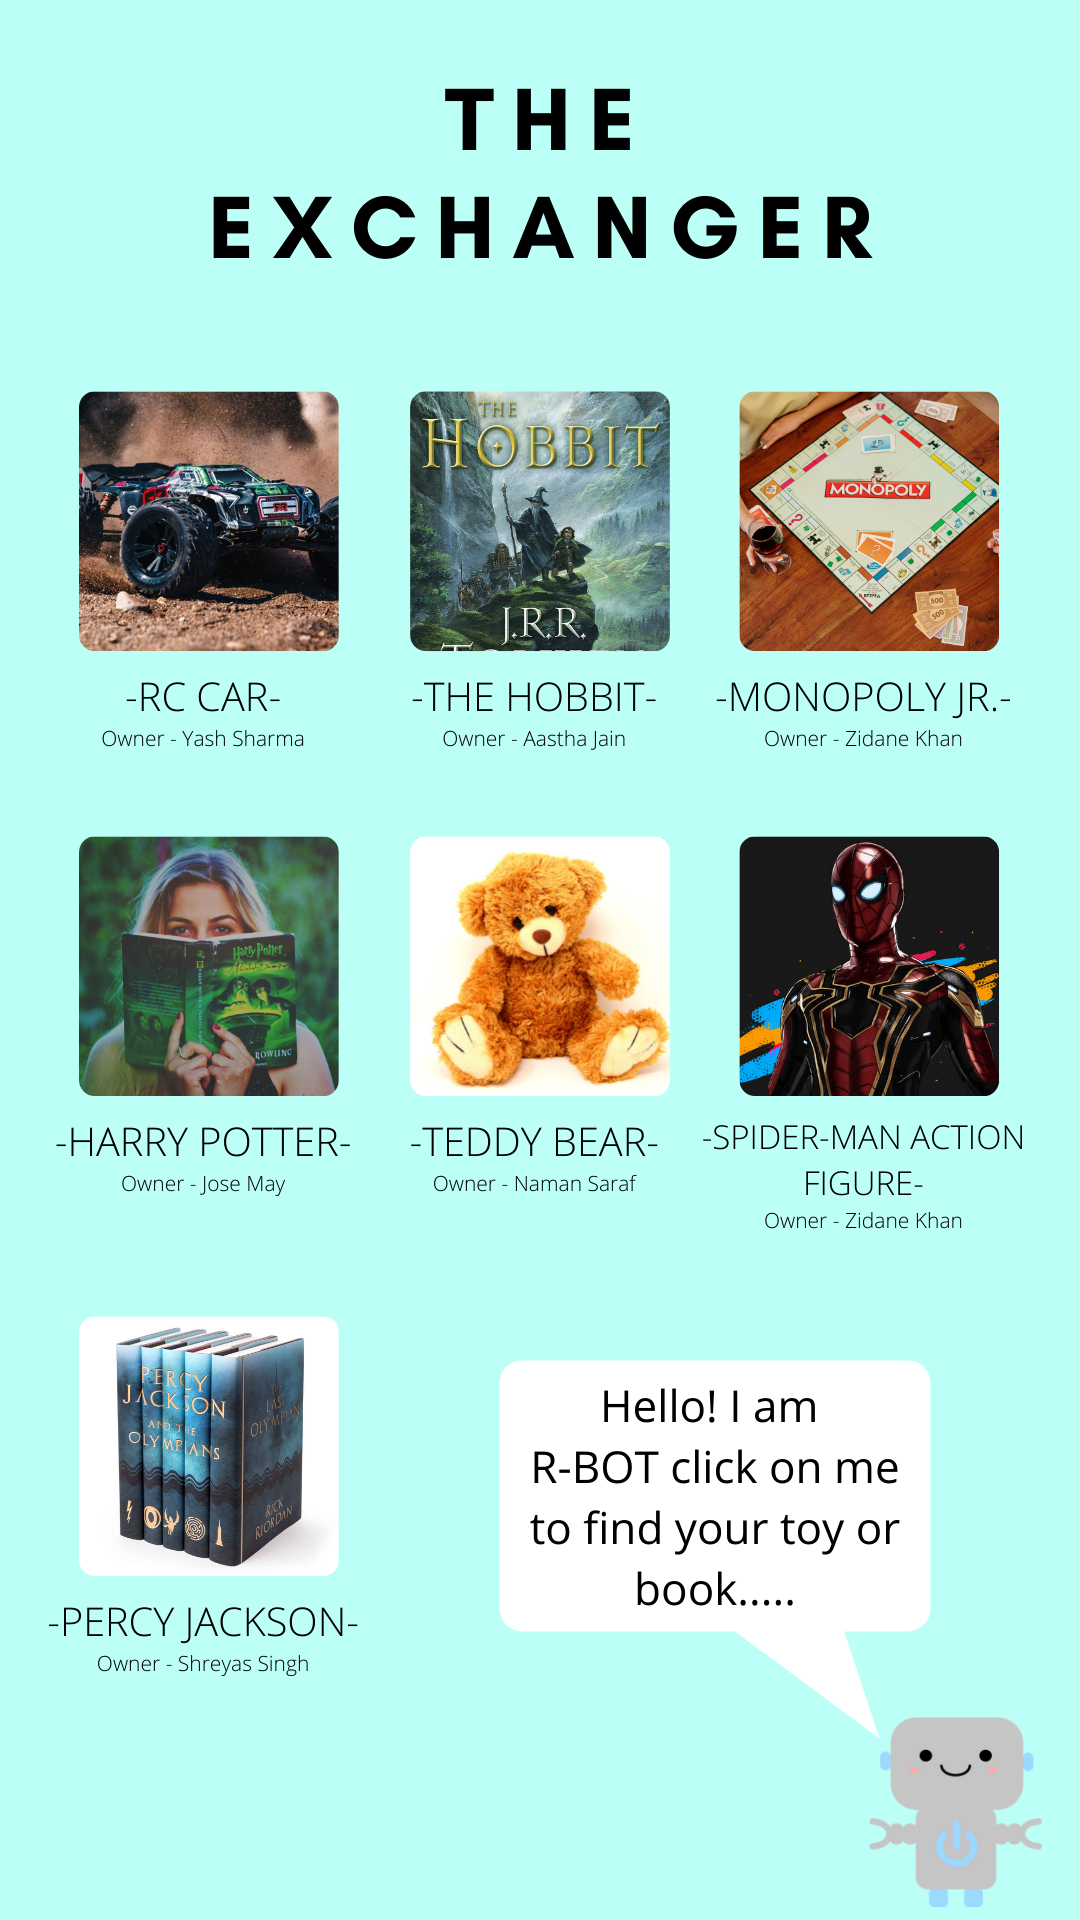 THE
EXCHANGER
THE
HOBBIT
J.R.R.
MONOPOLY
500
500
-RC CAR-
Owner - Yash Sharma
-THE HOBBIT-
Owner - Aastha Jain
-MONOPOLY JR.-
Owner - Zidane Khan
Harry Potter
ROWLING
-HARRY POTTER-
Owner - Jose May
-TEDDY BEAR-
Owner - Naman Saraf
-SPIDER-MAN ACTION
FIGURE-
Owner - Zidane Khan
PERCY
JACKSON
AND THE
OLYMPIANS
THE
LAST
OLYMPIAN
RICK
RIORDAN
-PERCY JACKSON-
Owner - Shreyas Singh
Hello! I am
R-BOT click on me
to find your toy or
book.....